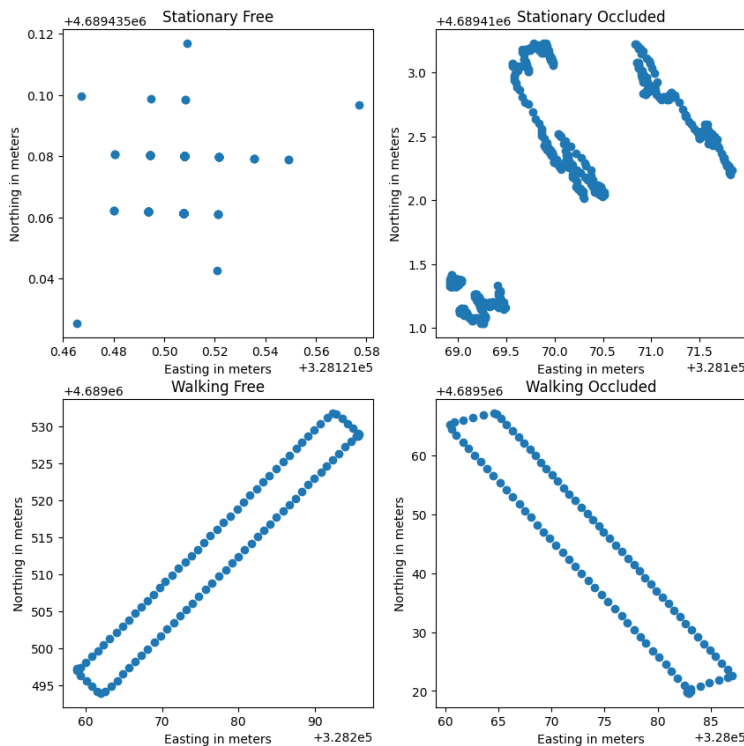 Stationary Free
+4.689435e6
Northing in meters
0.12
0.10
0.08
0.06
0.04
0.46 0.48 0.50 0.52 0.54 0.56 0.58
Easting in meters
+3.28121e5
Stationary Occluded
+4.68941e6
Northing in meters
3.0
2.5
2.0
1.5
1.0
69.0 69.5 70.0 70.5 71.0 71.5
Easting in meters
+3.281e5
Walking Free
+4.689e6
Northing in meters
530
525
520
515
510
505
500
495
60 70 80 90
Easting in meters
+3.282e5
Walking Occluded
+4.6895e6
Northing in meters
60
50
40
30
20
60 65 70 75 80 85
Easting in meters
+3.28e5